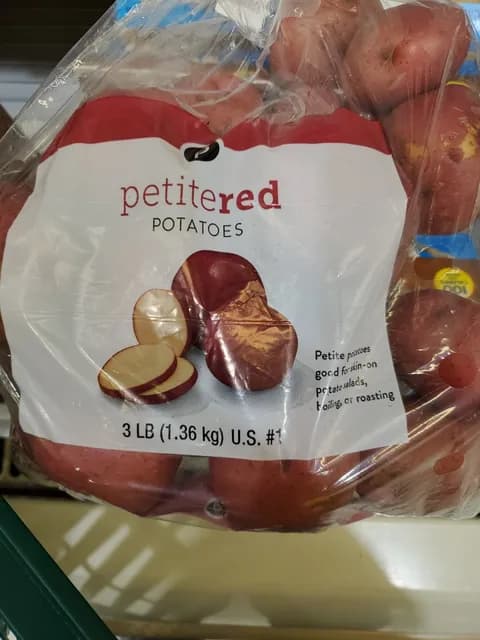 petitered
POTATOES
Petite potatoes
good for skin-on
potato salads,
boiling, or roasting
3 LB (1.36 kg) U.S. #1